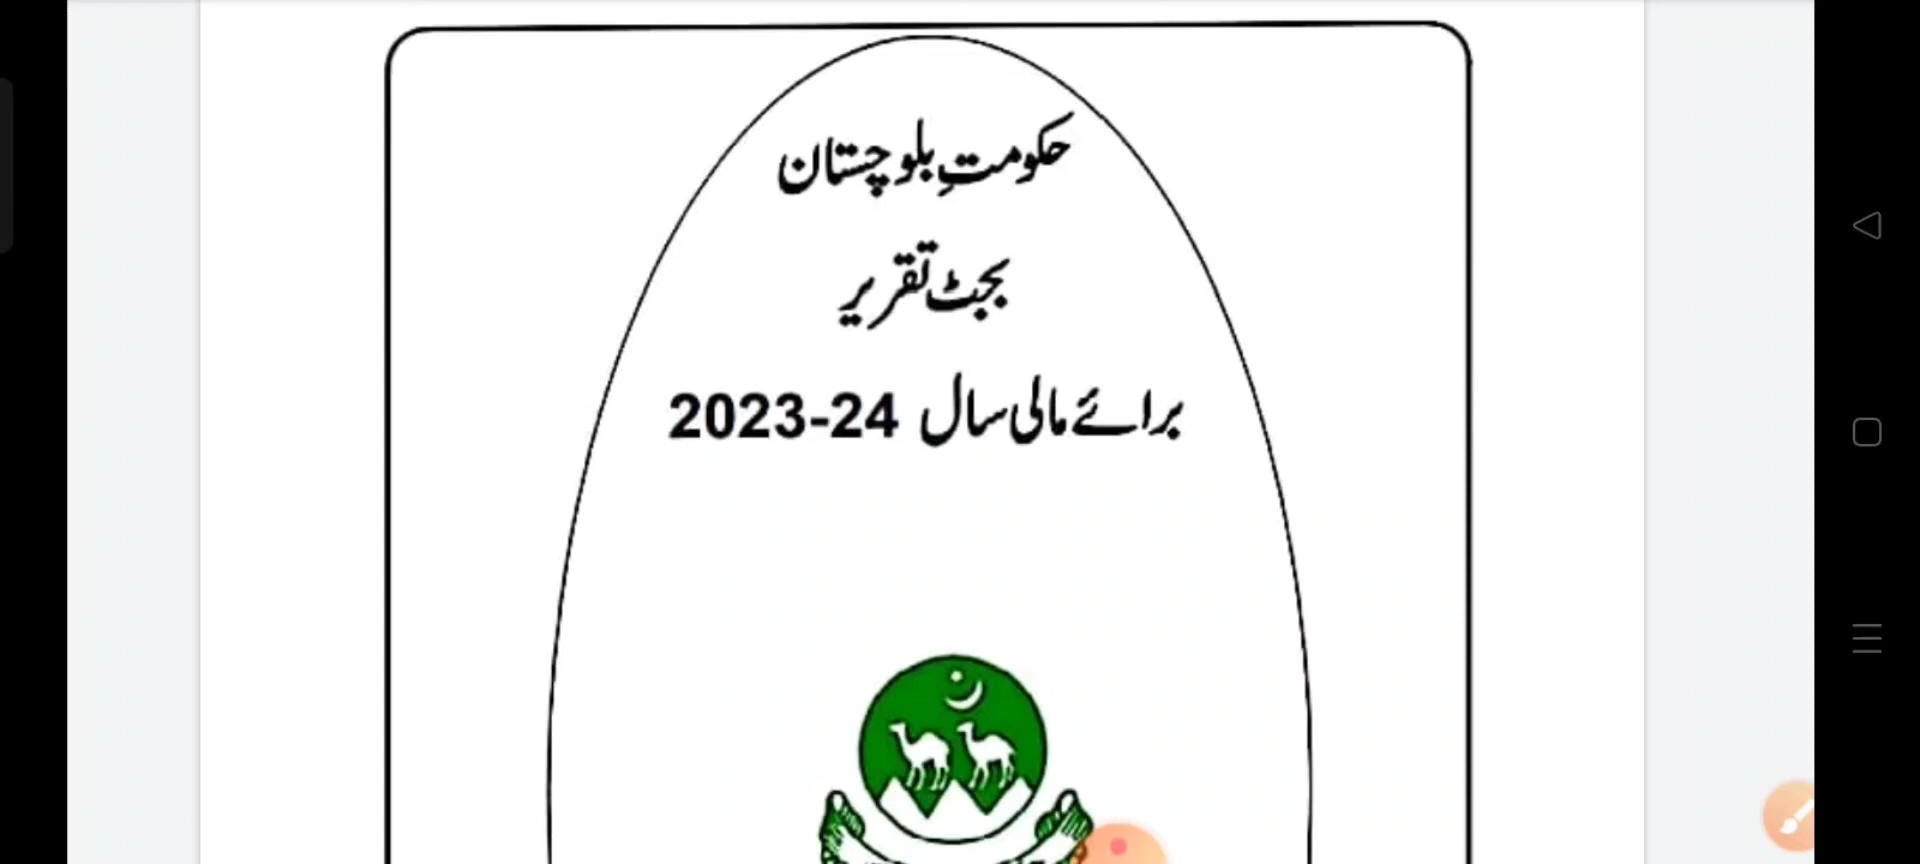 حکومتِ بلوچستان
بجٹ تقریر
برائے مالی سال 2023-24